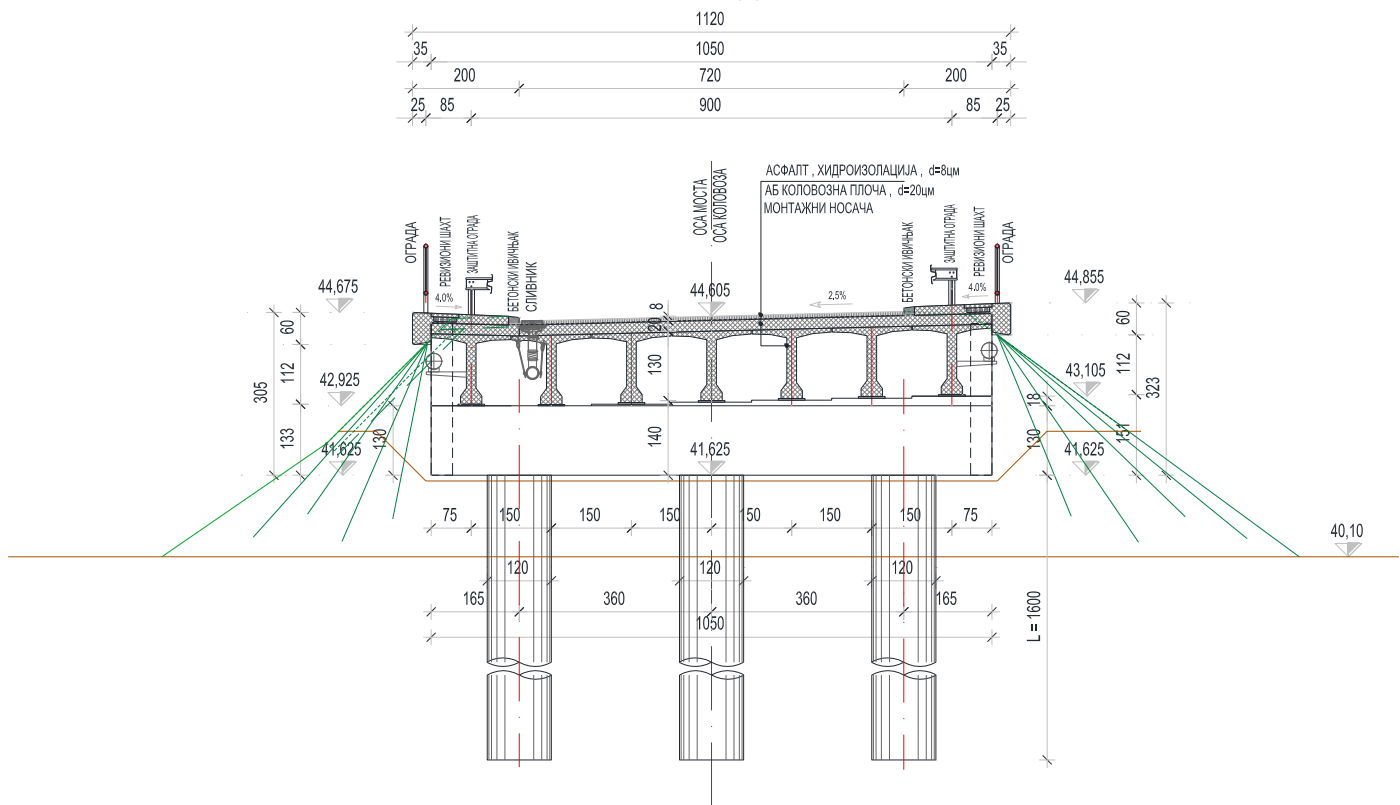 1120
35 1050 35
200 720 200
25 85 900 85 25
АСФАЛТ , ХИДРОИЗОЛАЦИЈА , d=8цм
АБ КОЛОВОЗНА ПЛОЧА , d=20цм
МОНТАЖНИ НОСАЧА
ОСА МОСТА
ОСА КОЛОВОЗА
ОГРАДА
РЕВИЗИОНИ ШАХТ
ЗАШТИТНА ОГРАДА
БЕТОНСКИ ИВИЧЊАК
СЛИВНИК
БЕТОНСКИ ИВИЧЊАК
ЗАШТИТНА ОГРАДА
РЕВИЗИОНИ ШАХТ
ОГРАДА
44,675
4,0%
44,605
2,5%
4,0%
44,855
60
112
133
305
42,925
130
41,625
8
20
130
140
41,625
43,105
18
130
41,625
60
112
151
323
75 150 150 150 150 150 150 75
40,10
120 120 120
165 360 360 165
1050
L = 1600